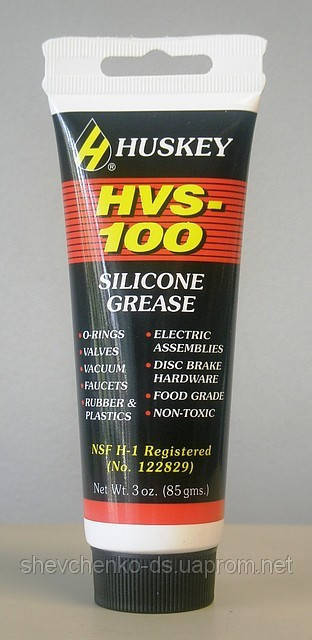 H® HUSKEY
HVS-
100
SILICONE
GREASE
• O-RINGS
• VALVES
• VACUUM
• FAUCETS
• RUBBER &
PLASTICS
• ELECTRIC
ASSEMBLIES
• DISC BRAKE
HARDWARE
• FOOD GRADE
• NON-TOXIC
NSF H-1 Registered
(No. 122829)
Net Wt. 3 oz. (85 gms.)
shevchenko-ds.uaprom.net